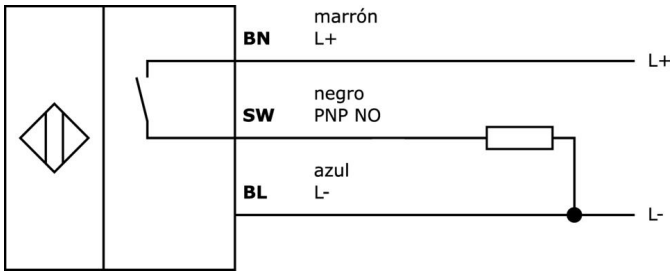 marrón
BN L+
L+
negro
SW PNP NO
azul
BL L-
L-